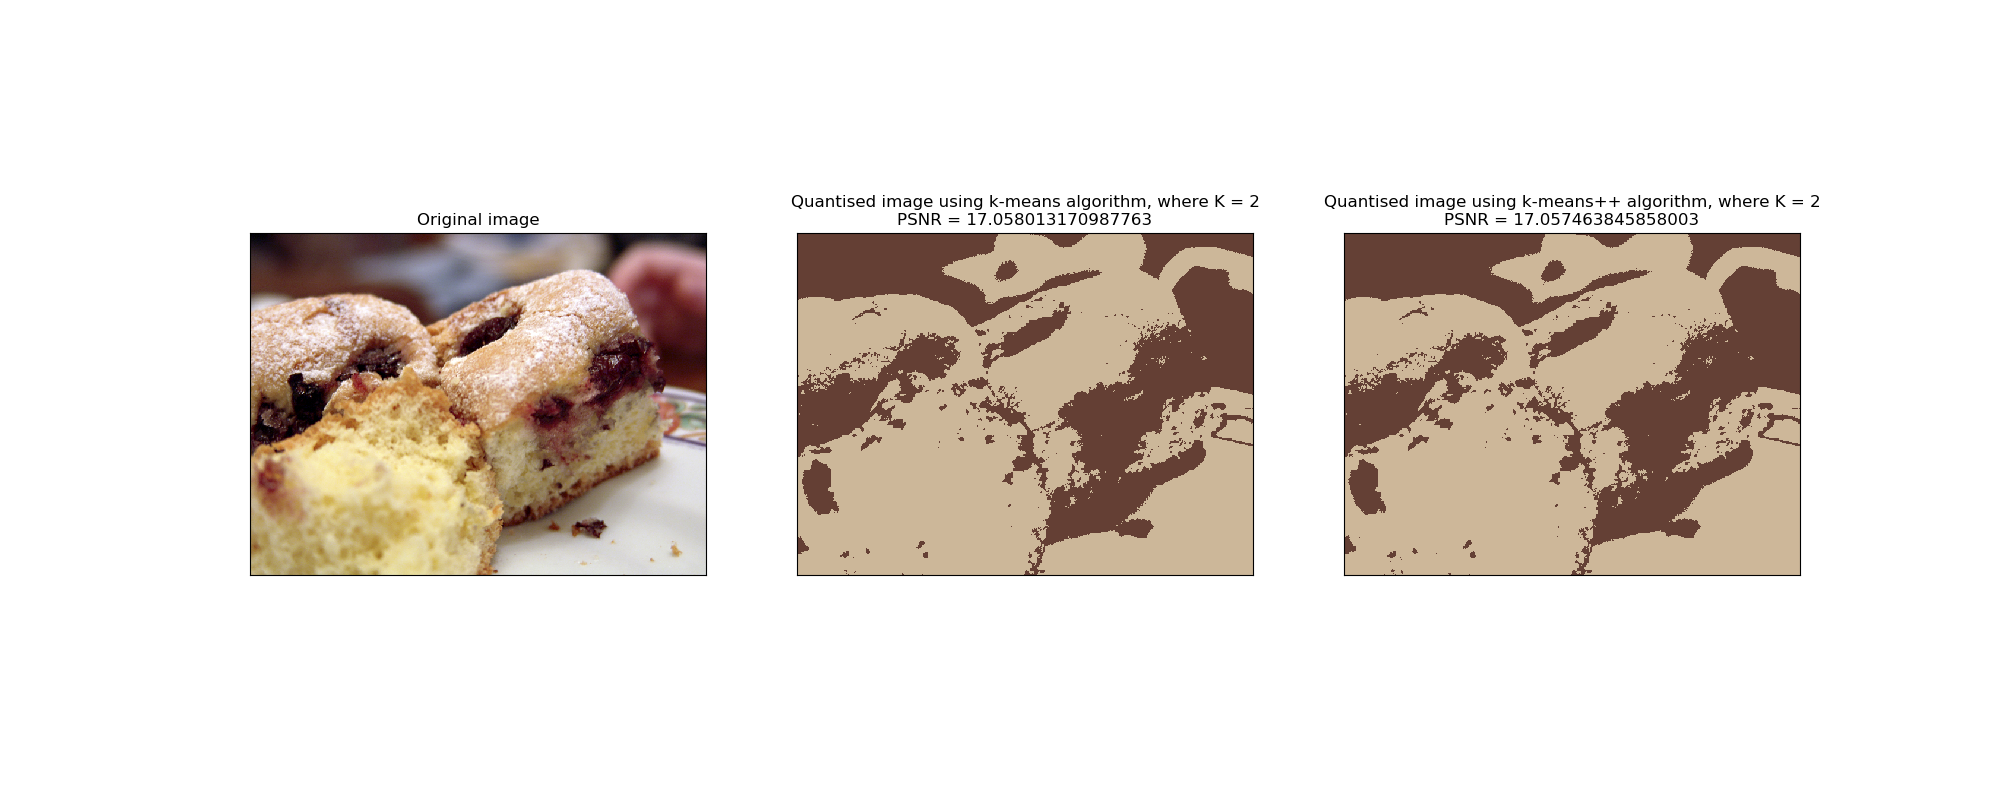 Original image
Quantised image using k-means algorithm, where K = 2
PSNR = 17.058013170987763
Quantised image using k-means++ algorithm, where K = 2
PSNR = 17.057463845858003